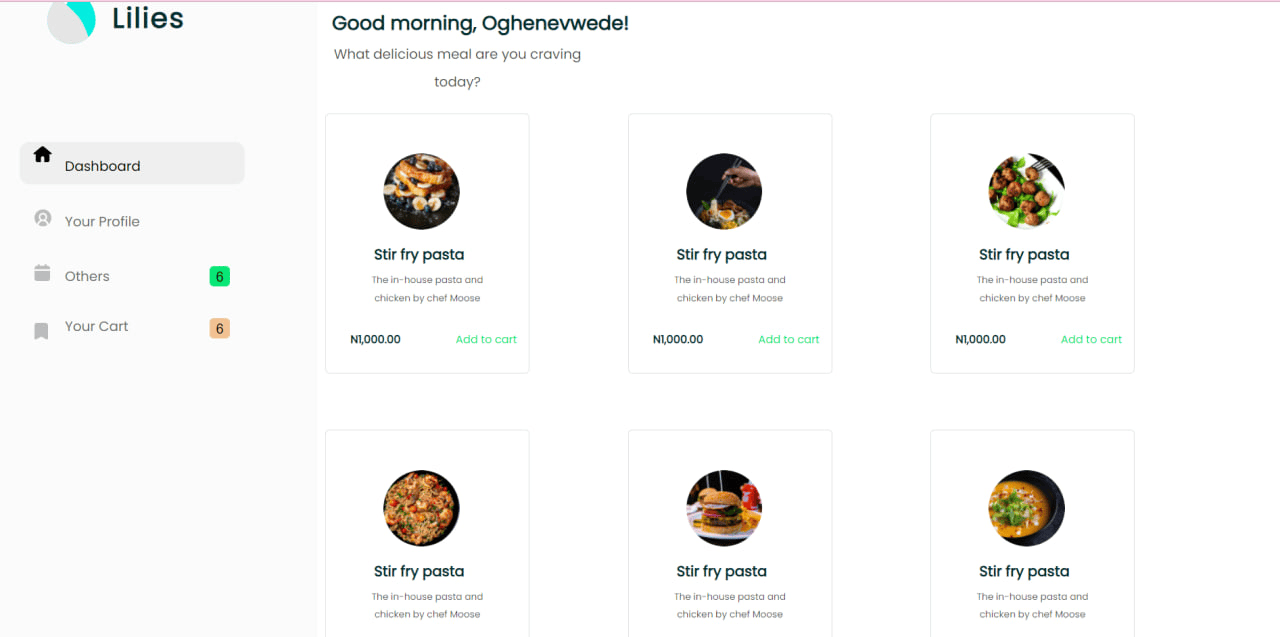 Lilies
Dashboard
Your Profile
Others 6
Your Cart 6
Good morning, Oghenevwede!
What delicious meal are you craving
today?
Stir fry pasta
The in-house pasta and
chicken by chef Moose
N1,000.00 Add to cart
Stir fry pasta
The in-house pasta and
chicken by chef Moose
N1,000.00 Add to cart
Stir fry pasta
The in-house pasta and
chicken by chef Moose
N1,000.00 Add to cart
Stir fry pasta
The in-house pasta and
chicken by chef Moose
Stir fry pasta
The in-house pasta and
chicken by chef Moose
Stir fry pasta
The in-house pasta and
chicken by chef Moose